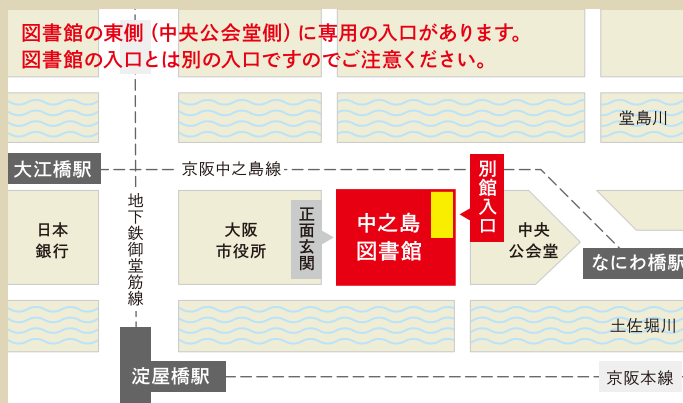 図書館の東側(中央公会堂側)に専用の入口があります。
図書館の入口とは別の入口ですのでご注意ください。
堂島川
大江橋駅
京阪中之島線
別館入口
地下鉄御堂筋線
日本
銀行
大阪
市役所
正面玄関
中之島
図書館
中央
公会堂
なにわ橋駅
土佐堀川
淀屋橋駅
京阪本線